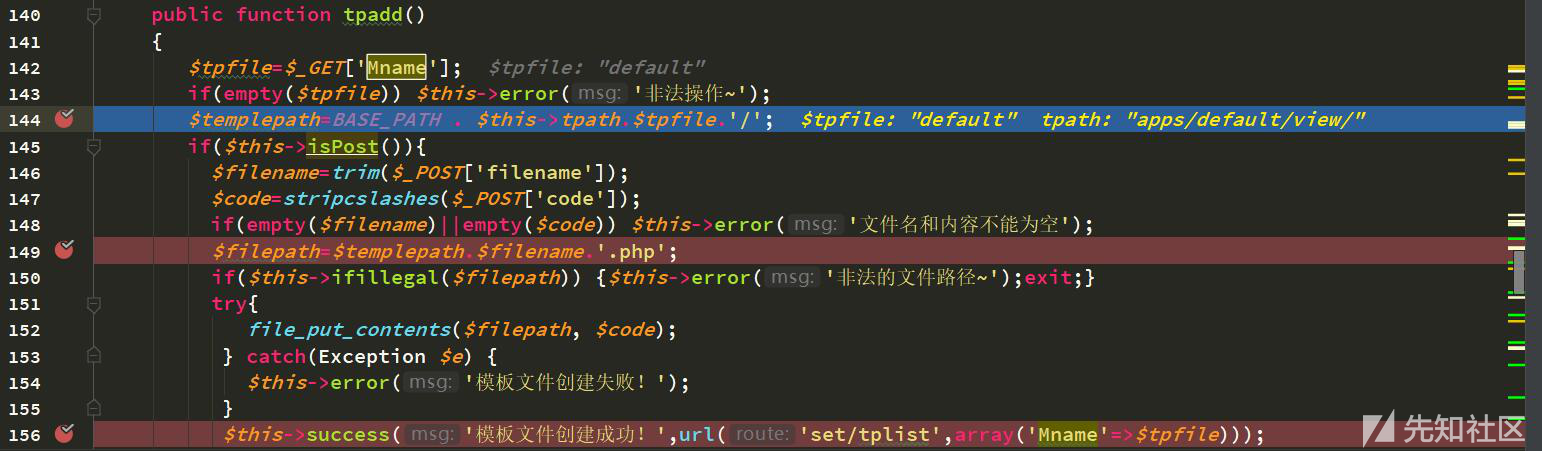 140 public function tpadd()
141 {
142 $tpfile=$_GET['Mname']; $tpfile: "default"
143 if(empty($tpfile)) $this->error( msg: '非法操作~');
144 $templepath=BASE_PATH . $this->tpath.$tpfile.'/'; $tpfile: "default" tpath: "apps/default/view/"
145 if($this->isPost()){
146 $filename=trim($_POST['filename']);
147 $code=stripcslashes($_POST['code']);
148 if(empty($filename)||empty($code)) $this->error( msg: '文件名和内容不能为空');
149 $filepath=$templepath.$filename.'.php';
150 if($this->ifillegal($filepath)) {$this->error( msg: '非法的文件路径~');exit;}
151 try{
152 file_put_contents($filepath, $code);
153 } catch(Exception $e) {
154 $this->error( msg: '模板文件创建失败！');
155 }
156 $this->success( msg: '模板文件创建成功！',url( route: 'set/tplist',array('Mname'=>$tpfile)));
先知社区